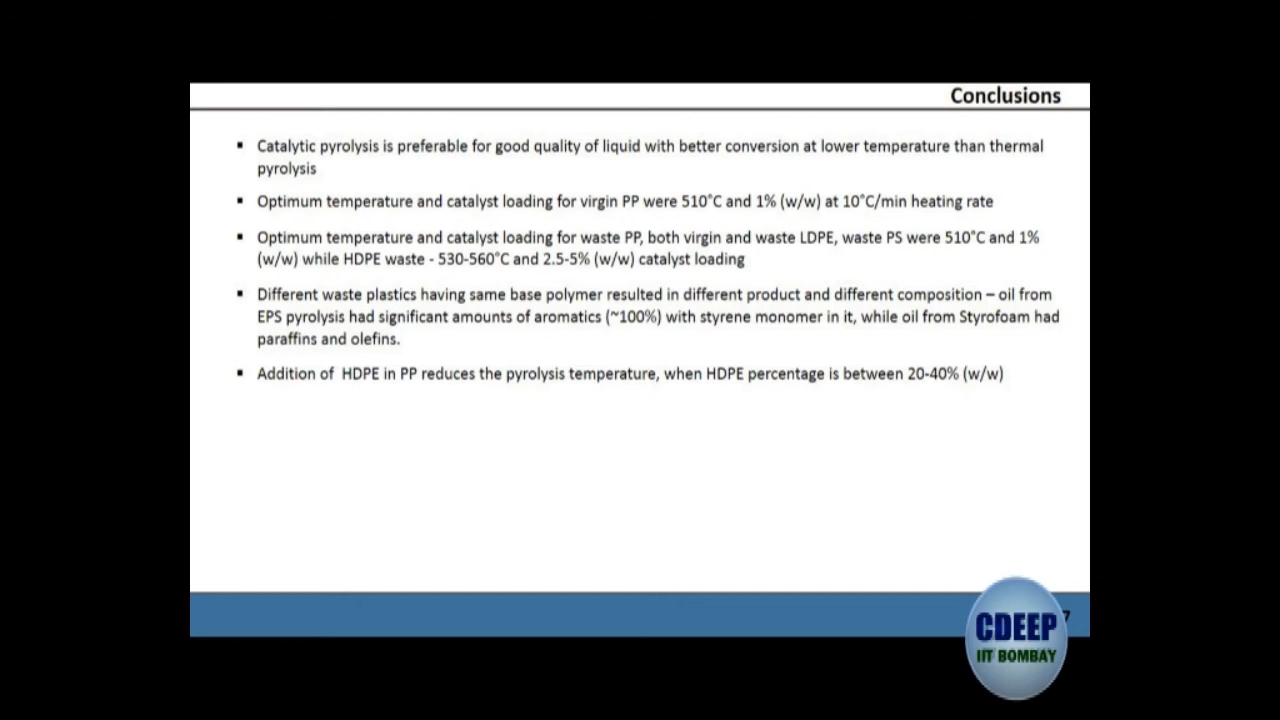 Conclusions
▪ Catalytic pyrolysis is preferable for good quality of liquid with better conversion at lower temperature than thermal
pyrolysis
▪ Optimum temperature and catalyst loading for virgin PP were 510°C and 1% (w/w) at 10°C/min heating rate
▪ Optimum temperature and catalyst loading for waste PP, both virgin and waste LDPE, waste PS were 510°C and 1%
(w/w) while HDPE waste - 530-560°C and 2.5-5% (w/w) catalyst loading
▪ Different waste plastics having same base polymer resulted in different product and different composition – oil from
EPS pyrolysis had significant amounts of aromatics (~100%) with styrene monomer in it, while oil from Styrofoam had
paraffins and olefins.
▪ Addition of HDPE in PP reduces the pyrolysis temperature, when HDPE percentage is between 20-40% (w/w)
7
CDEEP
IIT BOMBAY